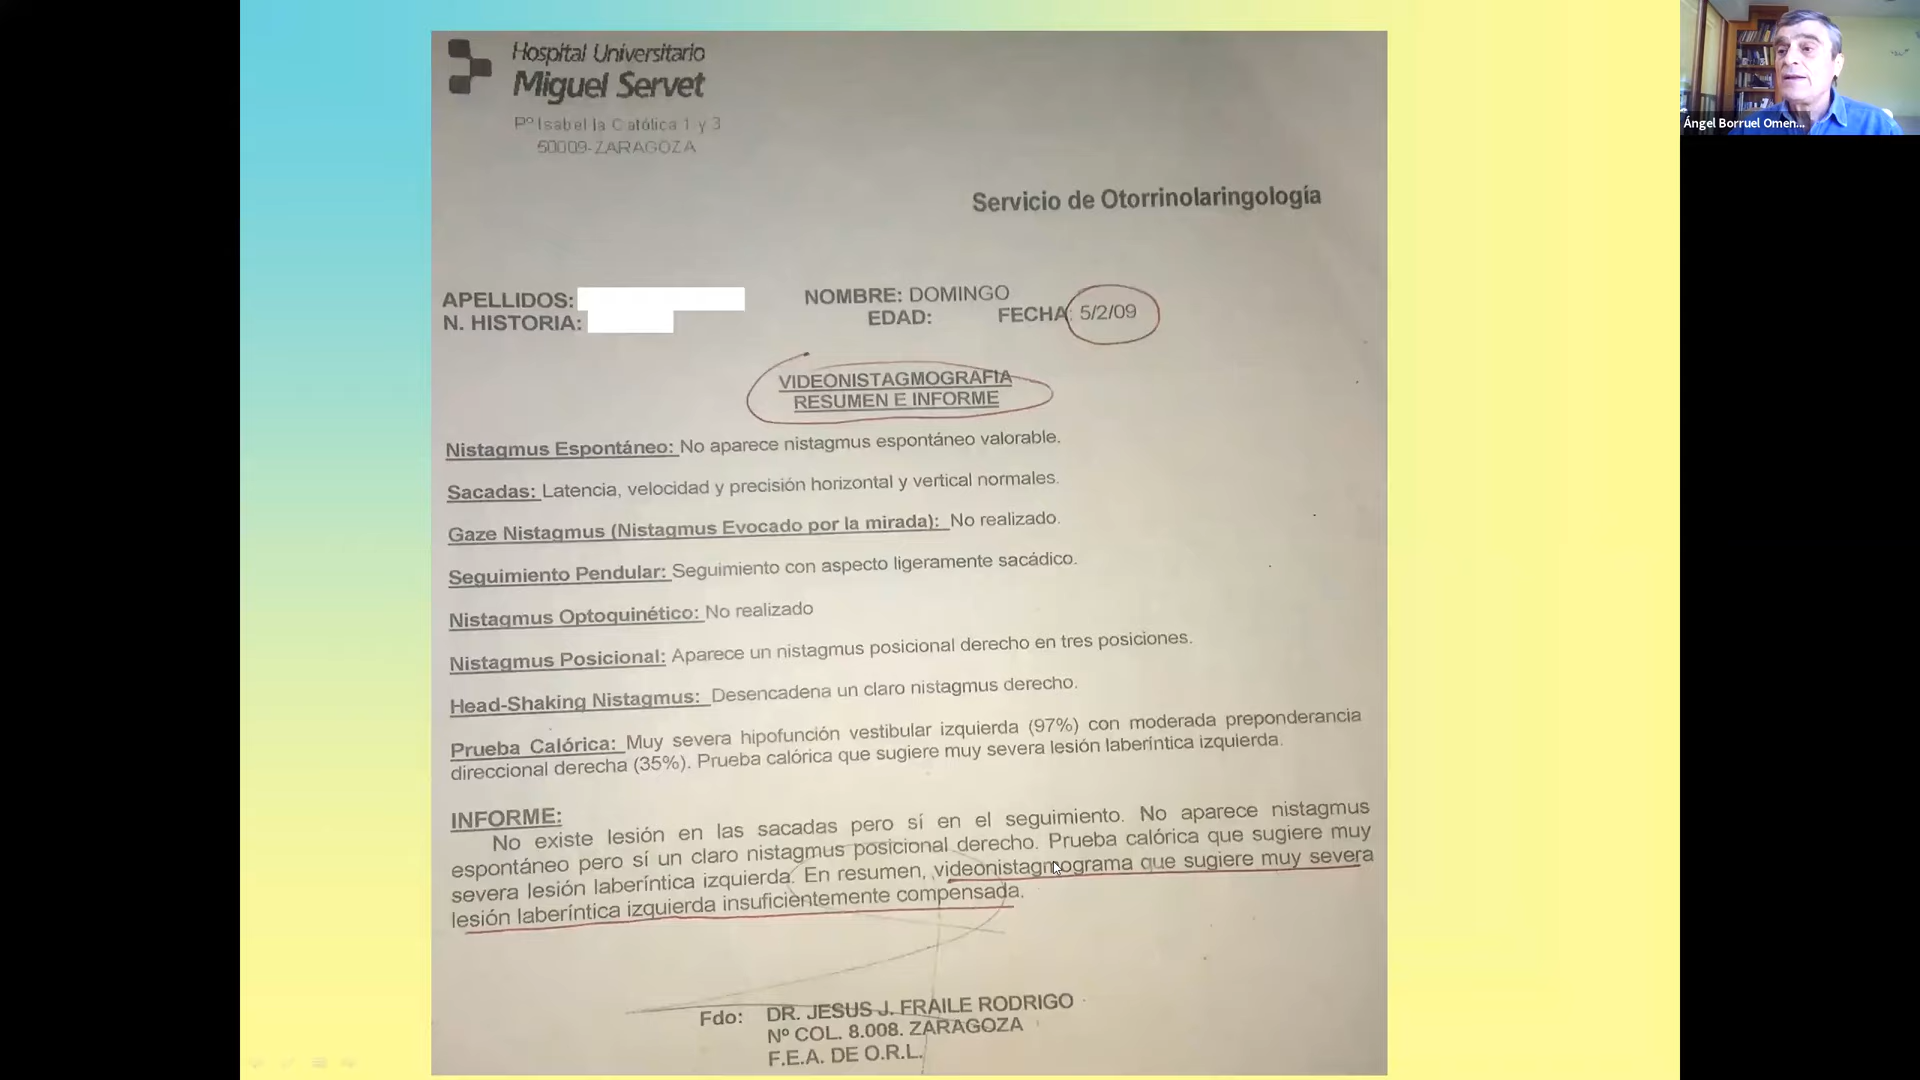 Hospital Universitario
Miguel Servet
Pº Isabel la Católica 1 y 3
50009-ZARAGOZA
Servicio de Otorrinolaringología
APELLIDOS:
NOMBRE: DOMINGO
N. HISTORIA:
EDAD: FECHA: 5/2/09
VIDEONISTAGMOGRAFIA
RESUMEN E INFORME
Nistagmus Espontáneo: No aparece nistagmus espontáneo valorable.
Sacadas: Latencia, velocidad y precisión horizontal y vertical normales.
Gaze Nistagmus (Nistagmus Evocado por la mirada): No realizado.
Seguimiento Pendular: Seguimiento con aspecto ligeramente sacádico.
Nistagmus Optoquinético: No realizado
Nistagmus Posicional: Aparece un nistagmus posicional derecho en tres posiciones.
Head-Shaking Nistagmus: Desencadena un claro nistagmus derecho.
Prueba Calórica: Muy severa hipofunción vestibular izquierda (97%) con moderada preponderancia
direccional derecha (35%). Prueba calórica que sugiere muy severa lesión laberíntica izquierda.
INFORME:
No existe lesión en las sacadas pero sí en el seguimiento. No aparece nistagmus
espontáneo pero sí un claro nistagmus posicional derecho. Prueba calórica que sugiere muy
severa lesión laberíntica izquierda. En resumen, videonistagmograma que sugiere muy severa
lesión laberíntica izquierda insuficientemente compensada.
Fdo: DR. JESUS J. FRAILE RODRIGO
Nº COL. 8.008. ZARAGOZA
F.E.A. DE O.R.L.
Ángel Borruel Omen...